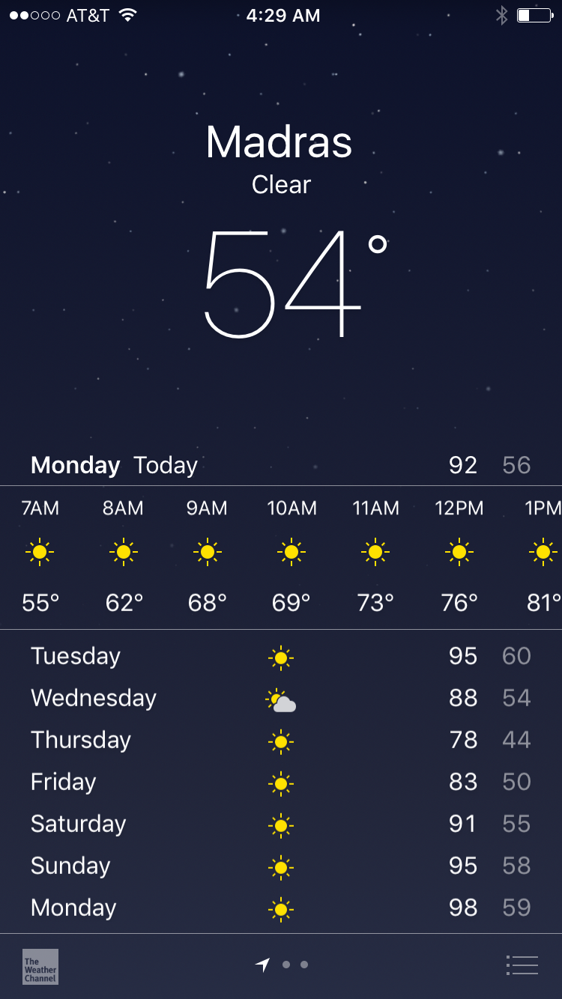 AT&T 4:29 AM
Madras
Clear
54°
Monday Today 92 56
7AM 8AM 9AM 10AM 11AM 12PM 1PM
55° 62° 68° 69° 73° 76° 81°
Tuesday 95 60
Wednesday 88 54
Thursday 78 44
Friday 83 50
Saturday 91 55
Sunday 95 58
Monday 98 59
The
Weather
Channel